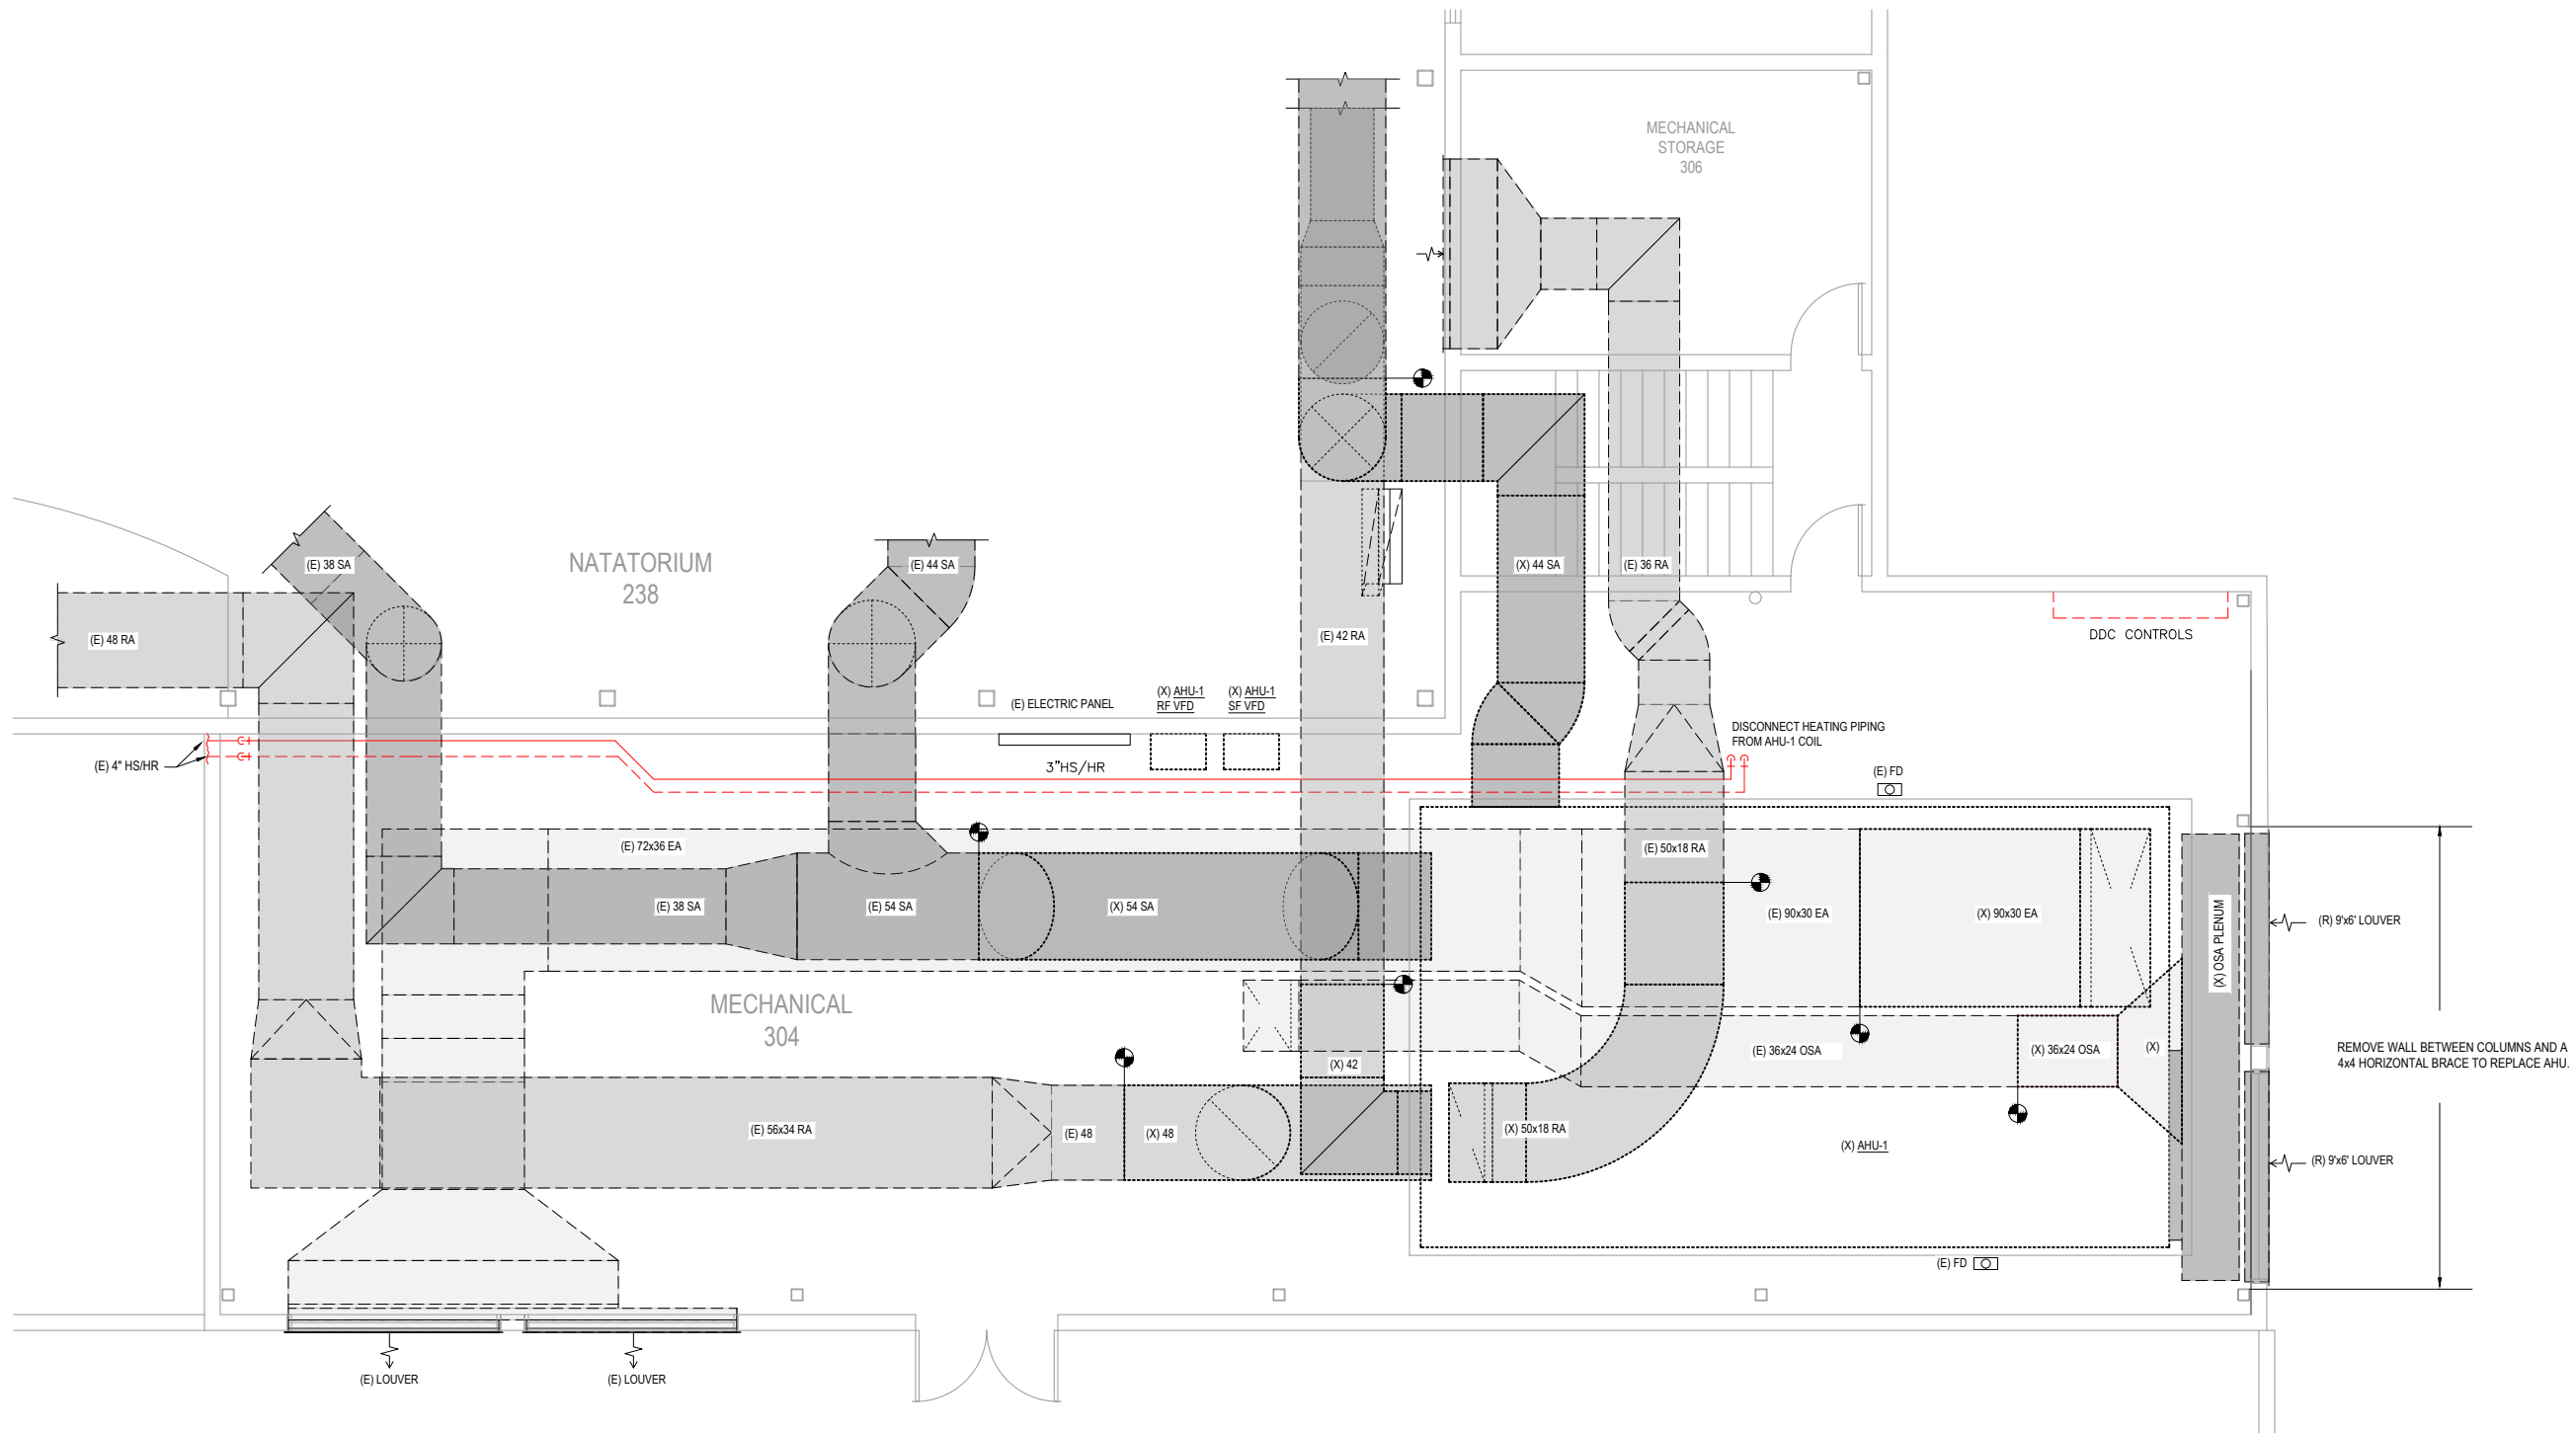 MECHANICAL
STORAGE
306
(E) 38 SA
NATATORIUM
238
(E) 44 SA
(X) 44 SA
(E) 36 RA
(E) 48 RA
(E) 42 RA
DDC CONTROLS
(E) ELECTRIC PANEL
(X) AHU-1
RF VFD
(X) AHU-1
SF VFD
DISCONNECT HEATING PIPING
FROM AHU-1 COIL
(E) 4" HS/HR
3"HS/HR
(E) FD
(E) 72x36 EA
(E) 50x18 RA
(E) 38 SA
(E) 54 SA
(X) 54 SA
(E) 90x30 EA
(X) 90x30 EA
(X) OSA PLENUM
(R) 9'x6' LOUVER
MECHANICAL
304
(X) 42
(E) 36x24 OSA
(X) 36x24 OSA
(X)
REMOVE WALL BETWEEN COLUMNS AND A
4x4 HORIZONTAL BRACE TO REPLACE AHU.
(E) 56x34 RA
(E) 48
(X) 48
(X) 50x18 RA
(X) AHU-1
(R) 9'x6' LOUVER
(E) FD
(E) LOUVER
(E) LOUVER